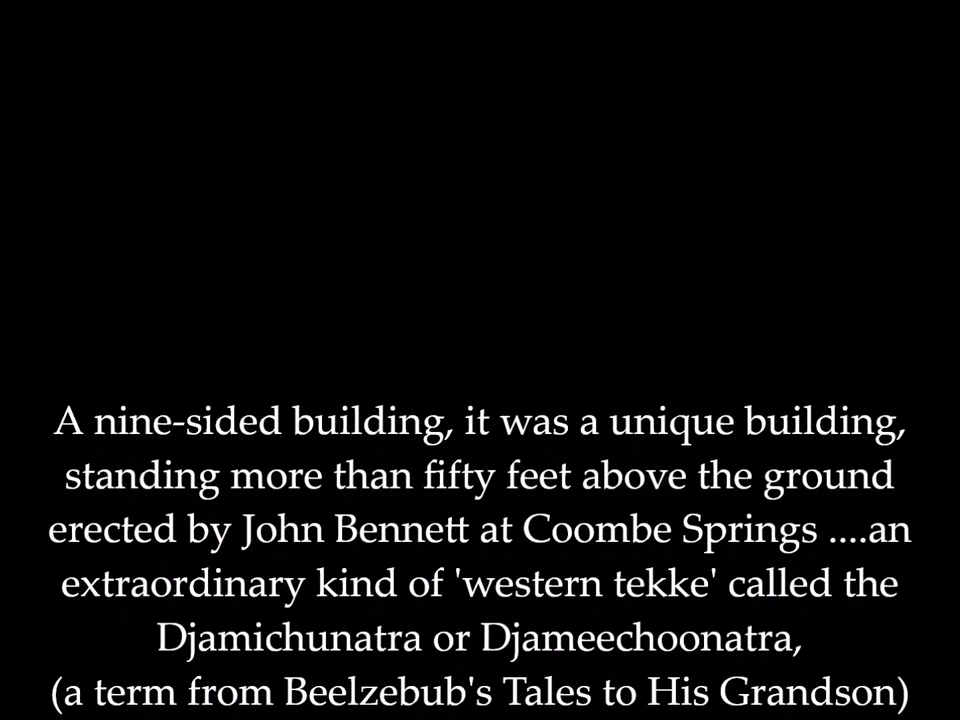 A nine-sided building, it was a unique building,
standing more than fifty feet above the ground
erected by John Bennett at Coombe Springs ....an
extraordinary kind of 'western tekke' called the
Djamichunatra or Djameechoonatra,
(a term from Beelzebub's Tales to His Grandson)